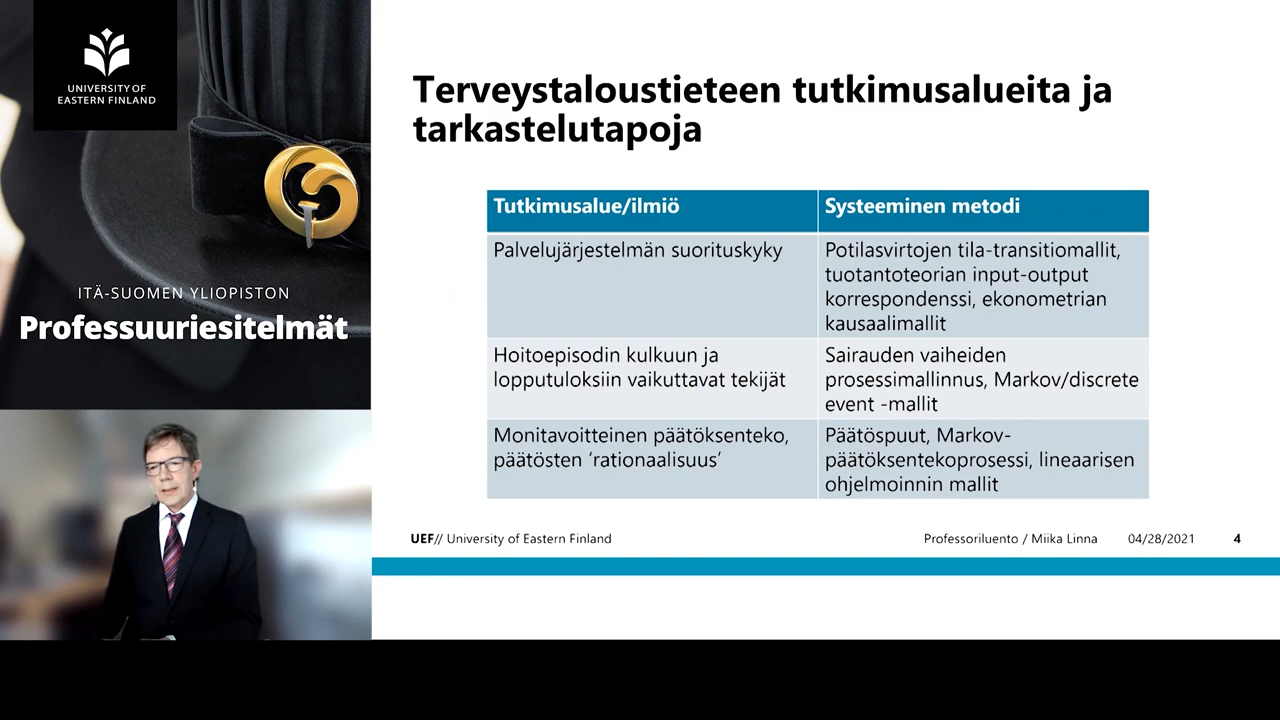 UNIVERSITY OF
EASTERN FINLAND
ITÄ-SUOMEN YLIOPISTON
Professuuriesitelmät
Terveystaloustieteen tutkimusalueita ja
tarkastelutapoja
Tutkimusalue/ilmiö
Systeeminen metodi
Palvelujärjestelmän suorituskyky
Potilasvirtojen tila-transitiomallit,
tuotantoteorian input-output
korrespondenssi, ekonometrian
kausaalimallit
Hoitoepisodin kulkuun ja
lopputuloksiin vaikuttavat tekijät
Sairauden vaiheiden
prosessimallinnus, Markov/discrete
event -mallit
Monitavoitteinen päätöksenteko,
päätösten ‘rationaalisuus’
Päätöspuut, Markov-
päätöksentekoprosessi, lineaarisen
ohjelmoinnin mallit
UEF// University of Eastern Finland
Professoriluento / Miika Linna
04/28/2021
4